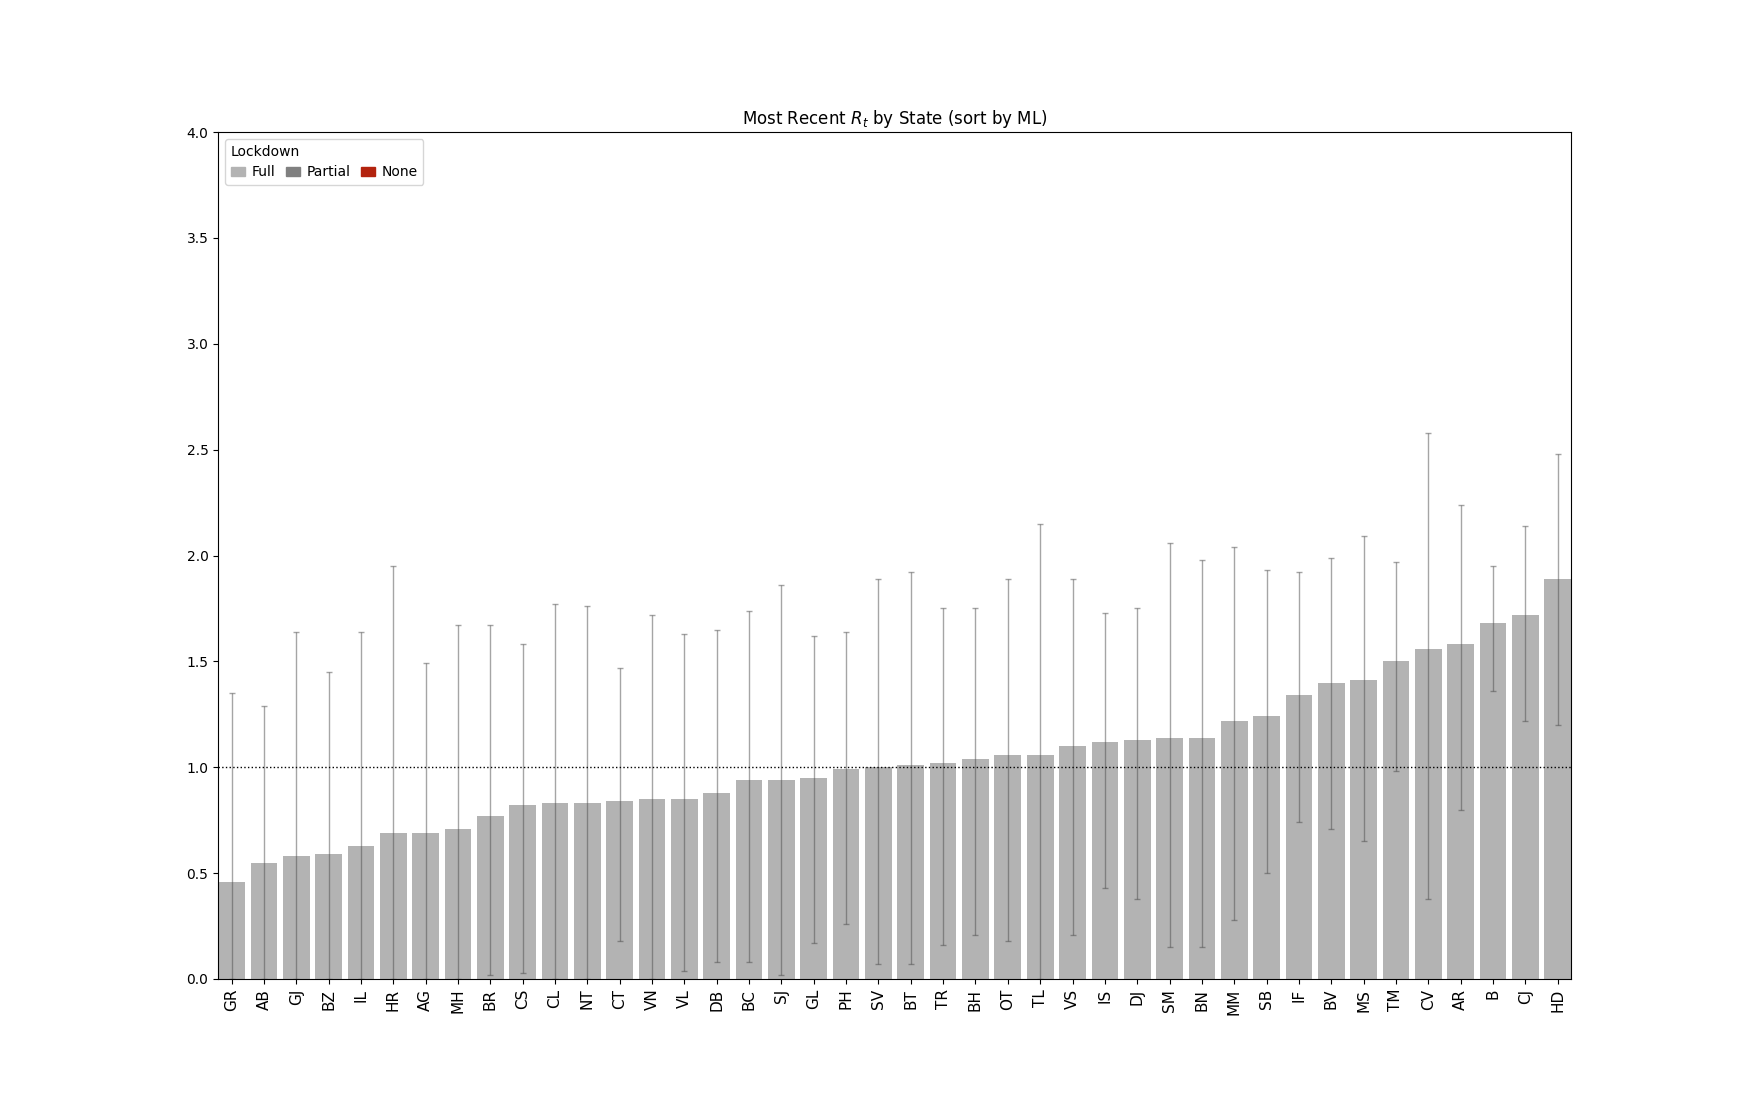 Most Recent R_t by State (sort by ML)
Lockdown
Full Partial None
4.0
3.5
3.0
2.5
2.0
1.5
1.0
0.5
0.0
GR AB GJ BZ IL HR AG MH BR CS CL NT CT VN VL DB BC SJ GL PH SV BT TR BH OT TL VS IS DJ SM BN MM SB IF BV MS TM CV AR B CJ HD